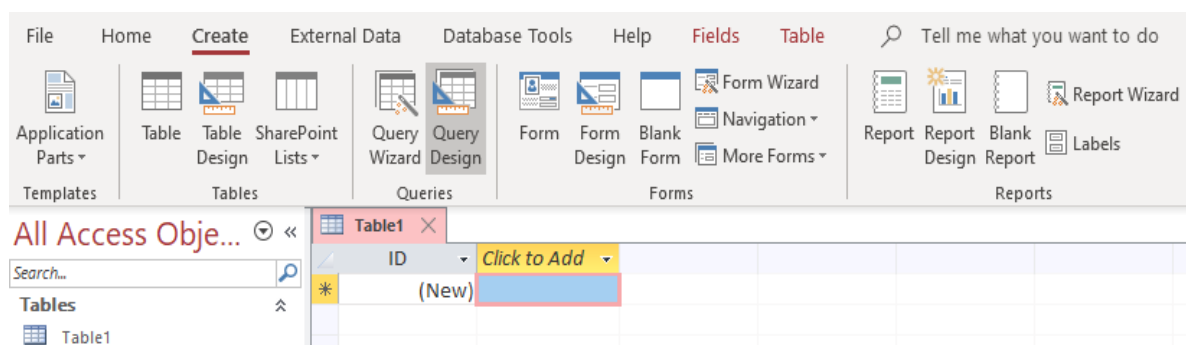 File Home Create External Data Database Tools Help Fields Table Tell me what you want to do
Application Parts
Table
Table Design
SharePoint Lists
Query Wizard
Query Design
Form
Form Design
Blank Form
Form Wizard
Navigation
More Forms
Report
Report Design
Blank Report
Report Wizard
Labels
Templates Tables Queries Forms Reports
All Access Obje...
Search...
Tables
Table1
Table1
ID Click to Add
(New)